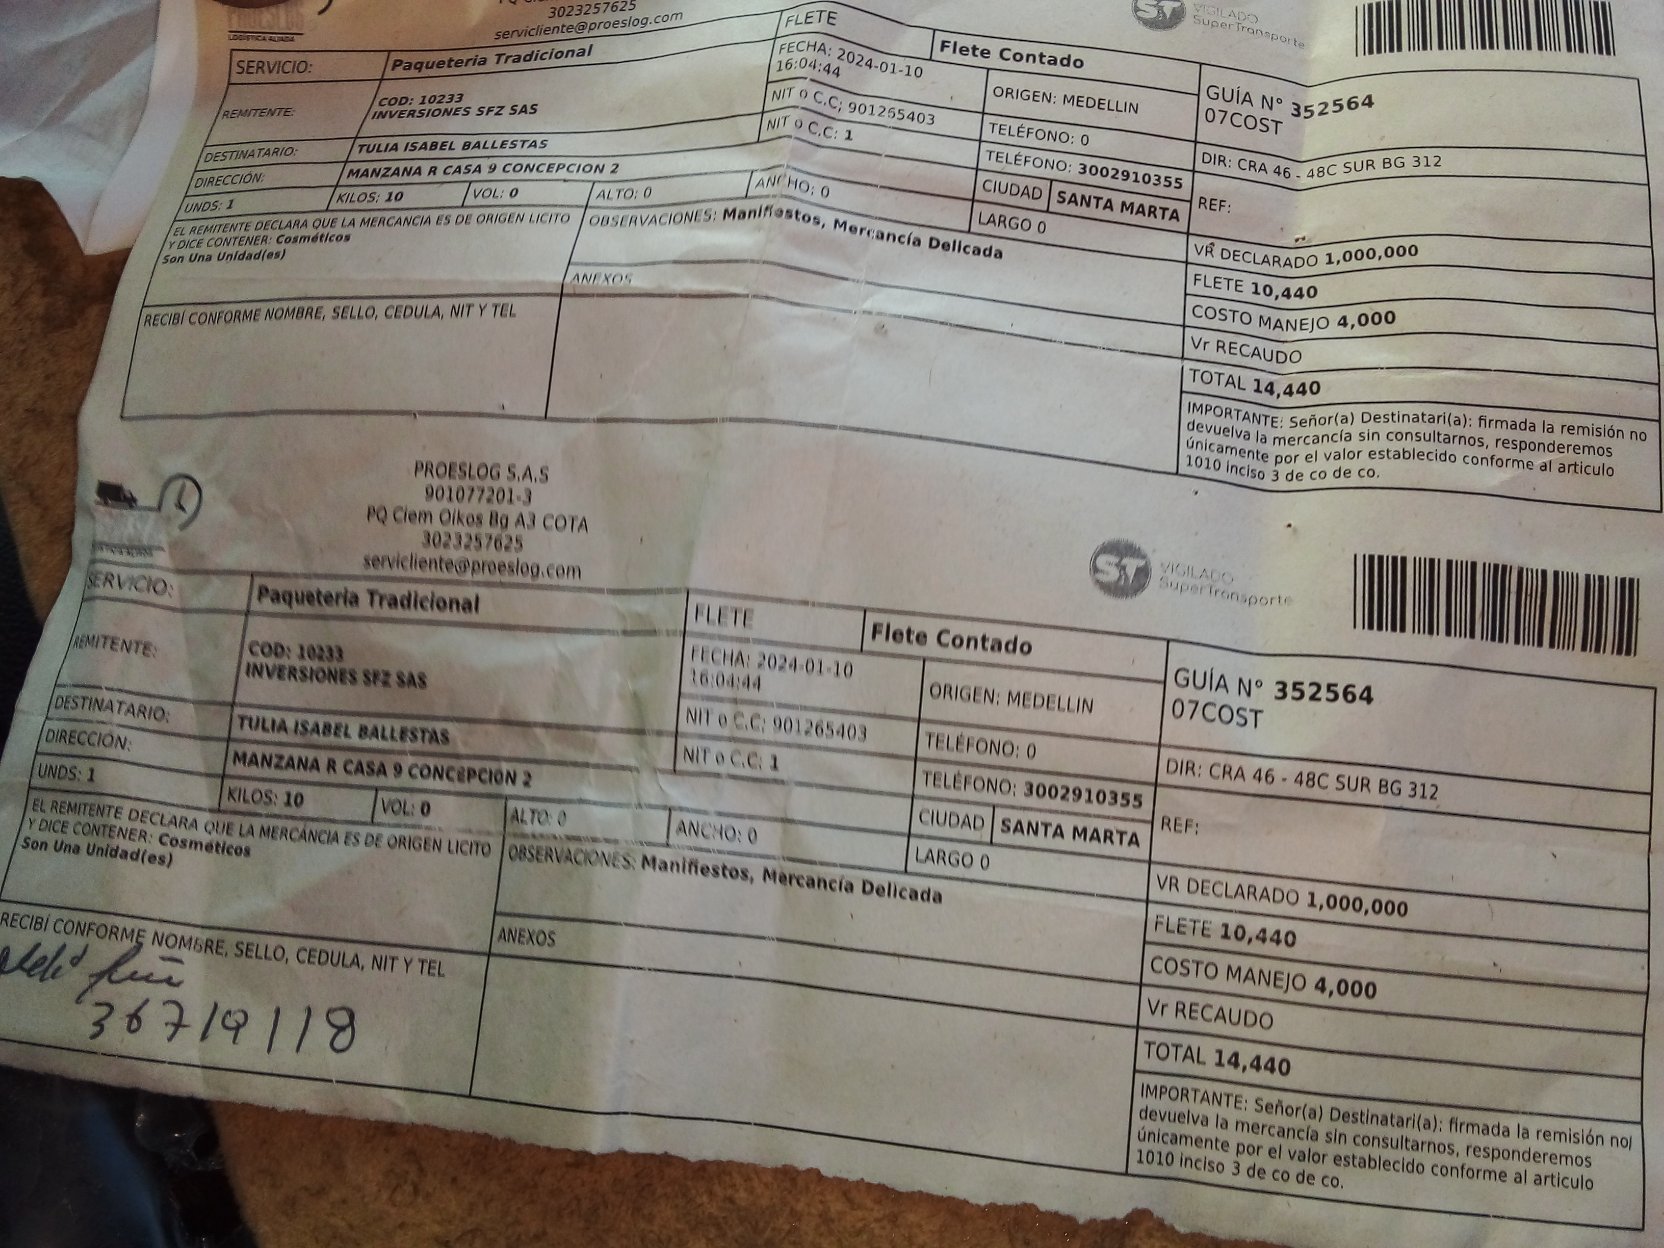 3023257625
servicliente@proeslog.com
LOGÍSTICA ALIADA
ST VIGILADO
SuperTransporte
SERVICIO: Paqueteria Tradicional
FLETE Flete Contado
REMITENTE: COD: 10233
INVERSIONES SFZ SAS
FECHA: 2024-01-10
16:04:44
ORIGEN: MEDELLIN
GUÍA N° 352564
07COST
NIT o C.C; 901265403
TELÉFONO: 0
DIR: CRA 46 - 48C SUR BG 312
DESTINATARIO: TULIA ISABEL BALLESTAS
NIT o C.C: 1
TELÉFONO: 3002910355
DIRECCIÓN: MANZANA R CASA 9 CONCEPCION 2
CIUDAD SANTA MARTA
REF:
UNDS: 1 KILOS: 10 VOL: 0 ALTO: 0 ANCHO: 0 LARGO 0
EL REMITENTE DECLARA QUE LA MERCANCIA ES DE ORIGEN LICITO
Y DICE CONTENER: Cosméticos
Son Una Unidad(es)
OBSERVACIONES: Manifiestos, Mercancía Delicada
ANEXOS
VR DECLARADO 1,000,000
FLETE 10,440
COSTO MANEJO 4,000
Vr RECAUDO
TOTAL 14,440
RECIBÍ CONFORME NOMBRE, SELLO, CEDULA, NIT Y TEL
IMPORTANTE: Señor(a) Destinatari(a): firmada la remisión no
devuelva la mercancía sin consultarnos, responderemos
únicamente por el valor establecido conforme al articulo
1010 inciso 3 de co de co.
PROESLOG S.A.S
901077201-3
PQ Clem Oikos Bg A3 COTA
3023257625
servicliente@proeslog.com
ST VIGILADO
SuperTransporte
SERVICIO: Paqueteria Tradicional
FLETE Flete Contado
REMITENTE: COD: 10233
INVERSIONES SFZ SAS
FECHA: 2024-01-10
16:04:44
ORIGEN: MEDELLIN
GUÍA N° 352564
07COST
NIT o C.C; 901265403
TELÉFONO: 0
DIR: CRA 46 - 48C SUR BG 312
DESTINATARIO: TULIA ISABEL BALLESTAS
NIT o C.C: 1
TELÉFONO: 3002910355
DIRECCIÓN: MANZANA R CASA 9 CONCEPCION 2
CIUDAD SANTA MARTA
REF:
UNDS: 1 KILOS: 10 VOL: 0 ALTO: 0 ANCHO: 0 LARGO 0
EL REMITENTE DECLARA QUE LA MERCANCIA ES DE ORIGEN LICITO
Y DICE CONTENER: Cosméticos
Son Una Unidad(es)
OBSERVACIONES: Manifiestos, Mercancía Delicada
ANEXOS
VR DECLARADO 1,000,000
FLETE 10,440
COSTO MANEJO 4,000
Vr RECAUDO
TOTAL 14,440
RECIBÍ CONFORME NOMBRE, SELLO, CEDULA, NIT Y TEL
36719118
IMPORTANTE: Señor(a) Destinatari(a): firmada la remisión no
devuelva la mercancía sin consultarnos, responderemos
únicamente por el valor establecido conforme al articulo
1010 inciso 3 de co de co.